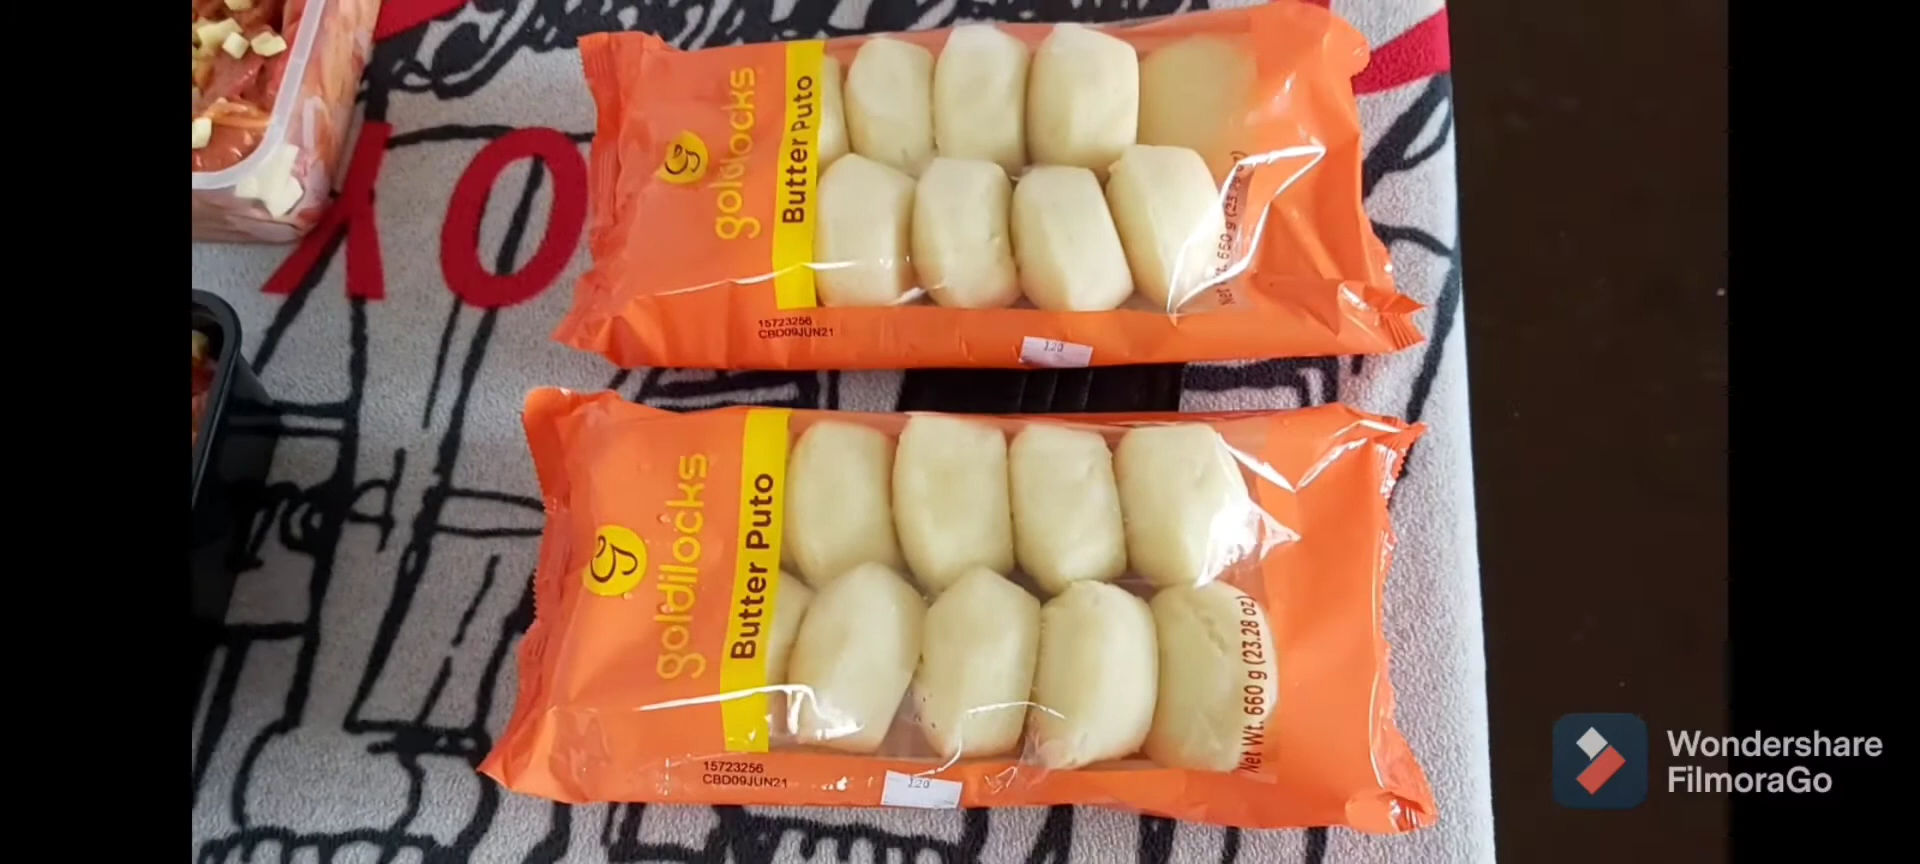 goldilocks
Butter Puto
15723256
CBD09JUN21
120
goldilocks
Butter Puto
Net Wt. 660 g (23.28 oz)
15723256
CBD09JUN21
120
Wondershare
FilmoraGo